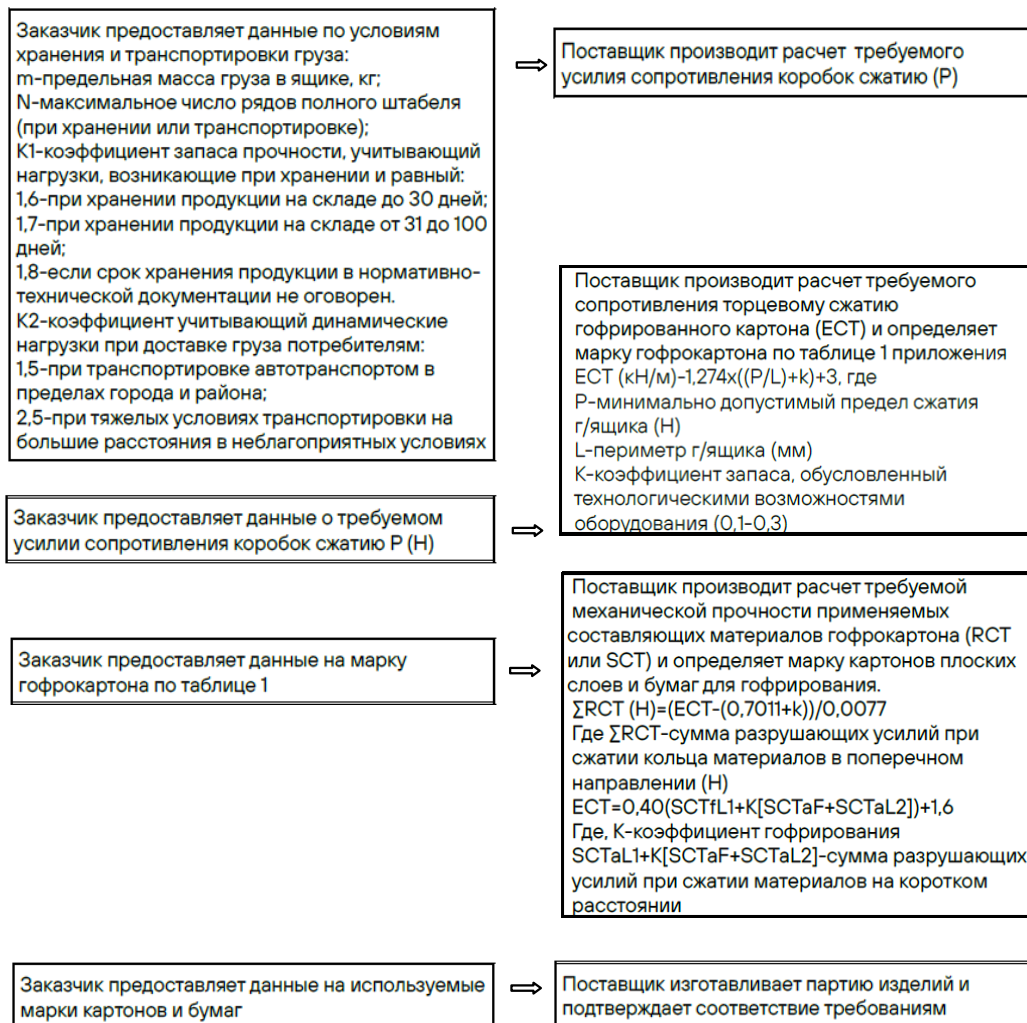 Заказчик предоставляет данные по условиям
хранения и транспортировки груза:
m-предельная масса груза в ящике, кг;
N-максимальное число рядов полного штабеля
(при хранении или транспортировке);
К1-коэффициент запаса прочности, учитывающий
нагрузки, возникающие при хранении и равный:
1,6-при хранении продукции на складе до 30 дней;
1,7-при хранении продукции на складе от 31 до 100
дней;
1,8-если срок хранения продукции в нормативно-
технической документации не оговорен.
К2-коэффициент учитывающий динамические
нагрузки при доставке груза потребителям:
1,5-при транспортировке автотранспортом в
пределах города и района;
2,5-при тяжелых условиях транспортировки на
большие расстояния в неблагоприятных условиях
⇨
Поставщик производит расчет требуемого
усилия сопротивления коробок сжатию (P)
Заказчик предоставляет данные о требуемом
усилии сопротивления коробок сжатию Р (Н)
⇨
Поставщик производит расчет требуемого
сопротивления торцевому сжатию
гофрированного картона (ECT) и определяет
марку гофрокартона по таблице 1 приложения
ECT (кН/м)-1,274х((P/L)+k)+3, где
Р-минимально допустимый предел сжатия
г/ящика (Н)
L-периметр г/ящика (мм)
К-коэффициент запаса, обусловленный
технологическими возможностями
оборудования (0,1-0,3)
Заказчик предоставляет данные на марку
гофрокартона по таблице 1
⇨
Поставщик производит расчет требуемой
механической прочности применяемых
составляющих материалов гофрокартона (RCT
или SCT) и определяет марку картонов плоских
слоев и бумаг для гофрирования.
∑RCT (Н)=(ECT-(0,7011+k))/0,0077
Где ∑RCT-сумма разрушающих усилий при
сжатии кольца материалов в поперечном
направлении (Н)
ECT=0,40(SCTfL1+K[SCTaF+SCTaL2])+1,6
Где, К-коэффициент гофрирования
SCTaL1+K[SCTaF+SCTaL2]-сумма разрушающих
усилий при сжатии материалов на коротком
расстоянии
Заказчик предоставляет данные на используемые
марки картонов и бумаг
⇨
Поставщик изготавливает партию изделий и
подтверждает соответствие требованиям